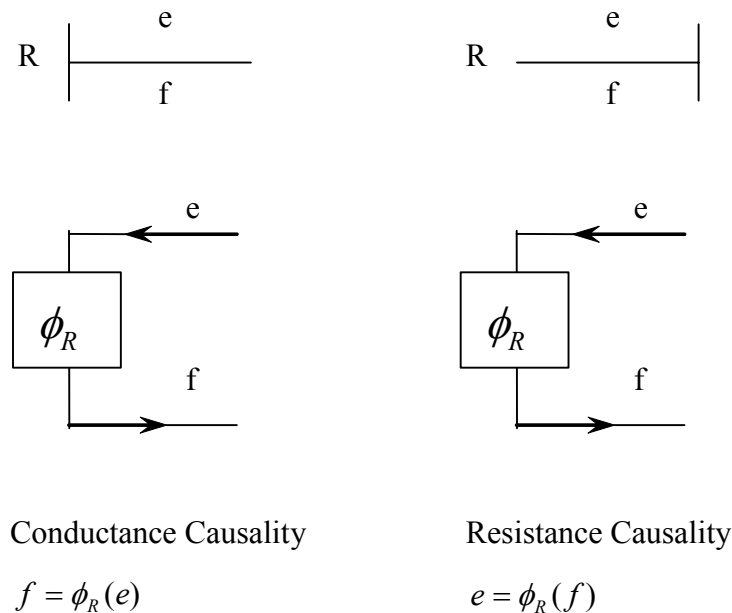 e e
R R
f f
e e
ϕ_R ϕ_R
f f
Conductance Causality Resistance Causality
f = ϕ_R(e) e = ϕ_R(f)